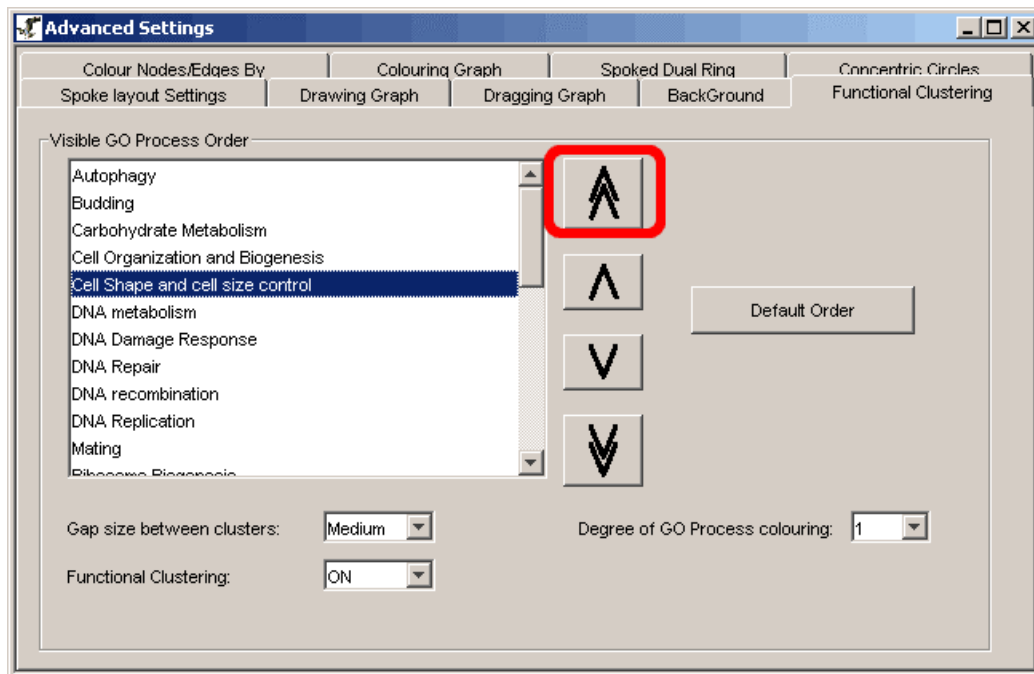 Advanced Settings
Colour Nodes/Edges By
Colouring Graph
Spoked Dual Ring
Concentric Circles
Spoke layout Settings
Drawing Graph
Dragging Graph
BackGround
Functional Clustering
Visible GO Process Order
Autophagy
Budding
Carbohydrate Metabolism
Cell Organization and Biogenesis
Cell Shape and cell size control
DNA metabolism
DNA Damage Response
DNA Repair
DNA recombination
DNA Replication
Mating
Ribosome Biogenesis
Default Order
Gap size between clusters:
Medium
Degree of GO Process colouring:
1
Functional Clustering:
ON